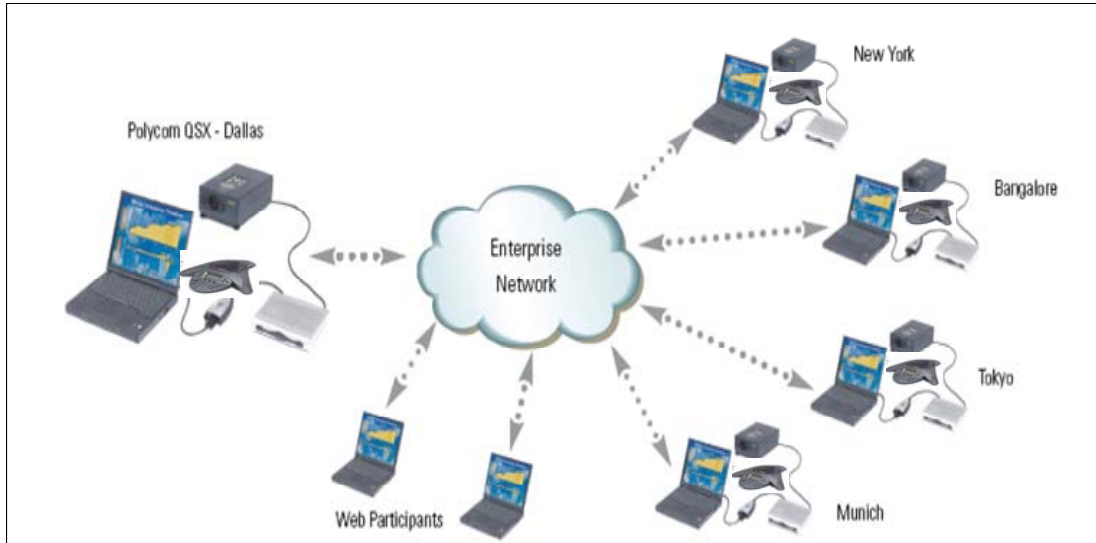 New York
Polycom QSX - Dallas
Bangalore
Enterprise
Network
Tokyo
Web Participants
Munich